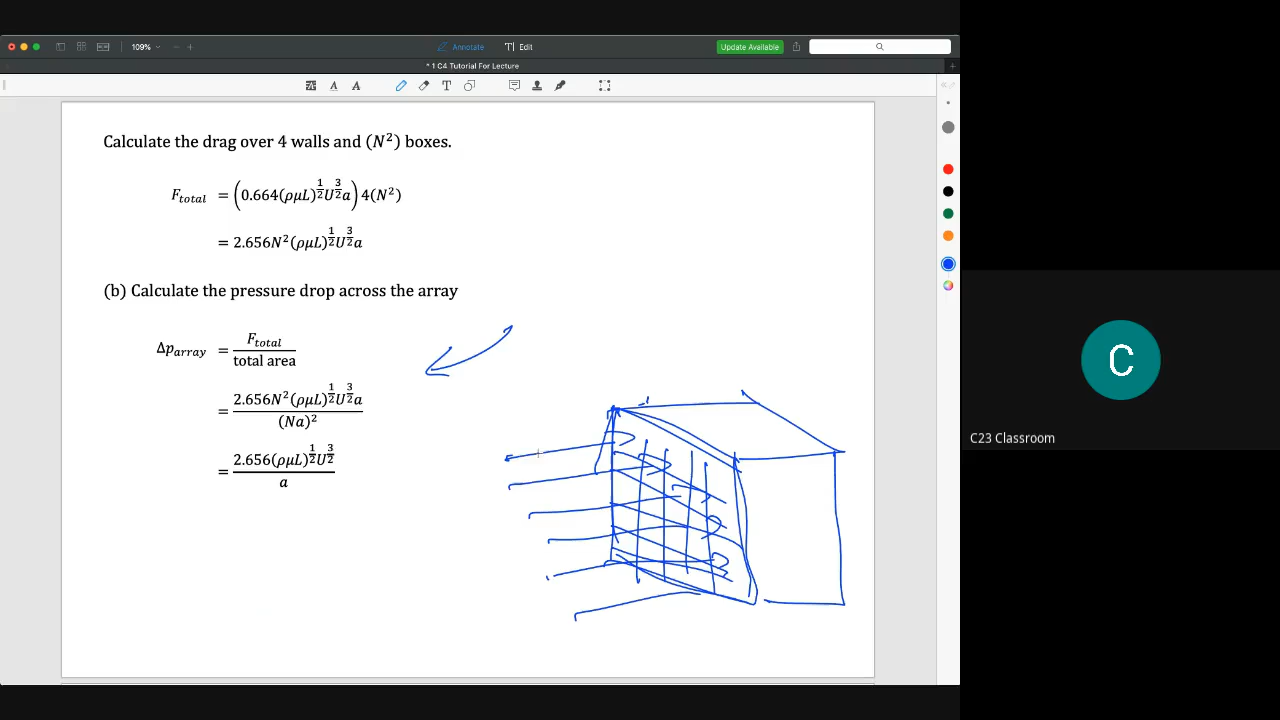 109%
Annotate
Edit
Update Available
* 1 C4 Tutorial For Lecture
Calculate the drag over 4 walls and (N²) boxes.
F_total = (0.664(ρμL)^{1/2}U^{3/2}a)4(N²)
= 2.656N²(ρμL)^{1/2}U^{3/2}a
(b) Calculate the pressure drop across the array
Δp_array = F_total / total area
= 2.656N²(ρμL)^{1/2}U^{3/2}a / (Na)²
= 2.656(ρμL)^{1/2}U^{3/2} / a
C
C23 Classroom